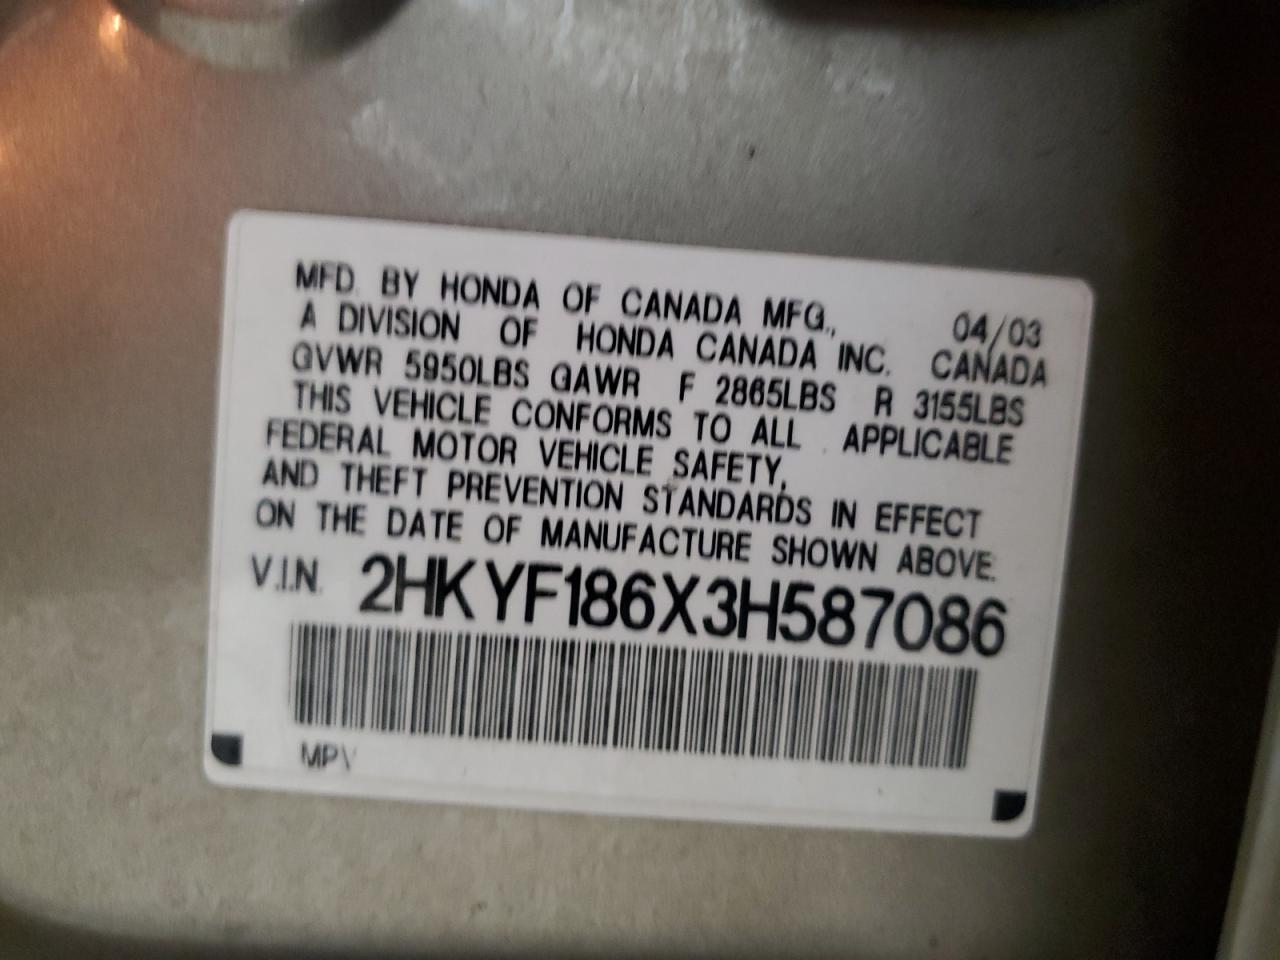 MFD. BY HONDA OF CANADA MFG., 04/03
A DIVISION OF HONDA CANADA INC. CANADA
GVWR 5950LBS GAWR F 2865LBS R 3155LBS
THIS VEHICLE CONFORMS TO ALL APPLICABLE
FEDERAL MOTOR VEHICLE SAFETY,
AND THEFT PREVENTION STANDARDS IN EFFECT
ON THE DATE OF MANUFACTURE SHOWN ABOVE.
V.I.N. 2HKYF186X3H587086
MPV